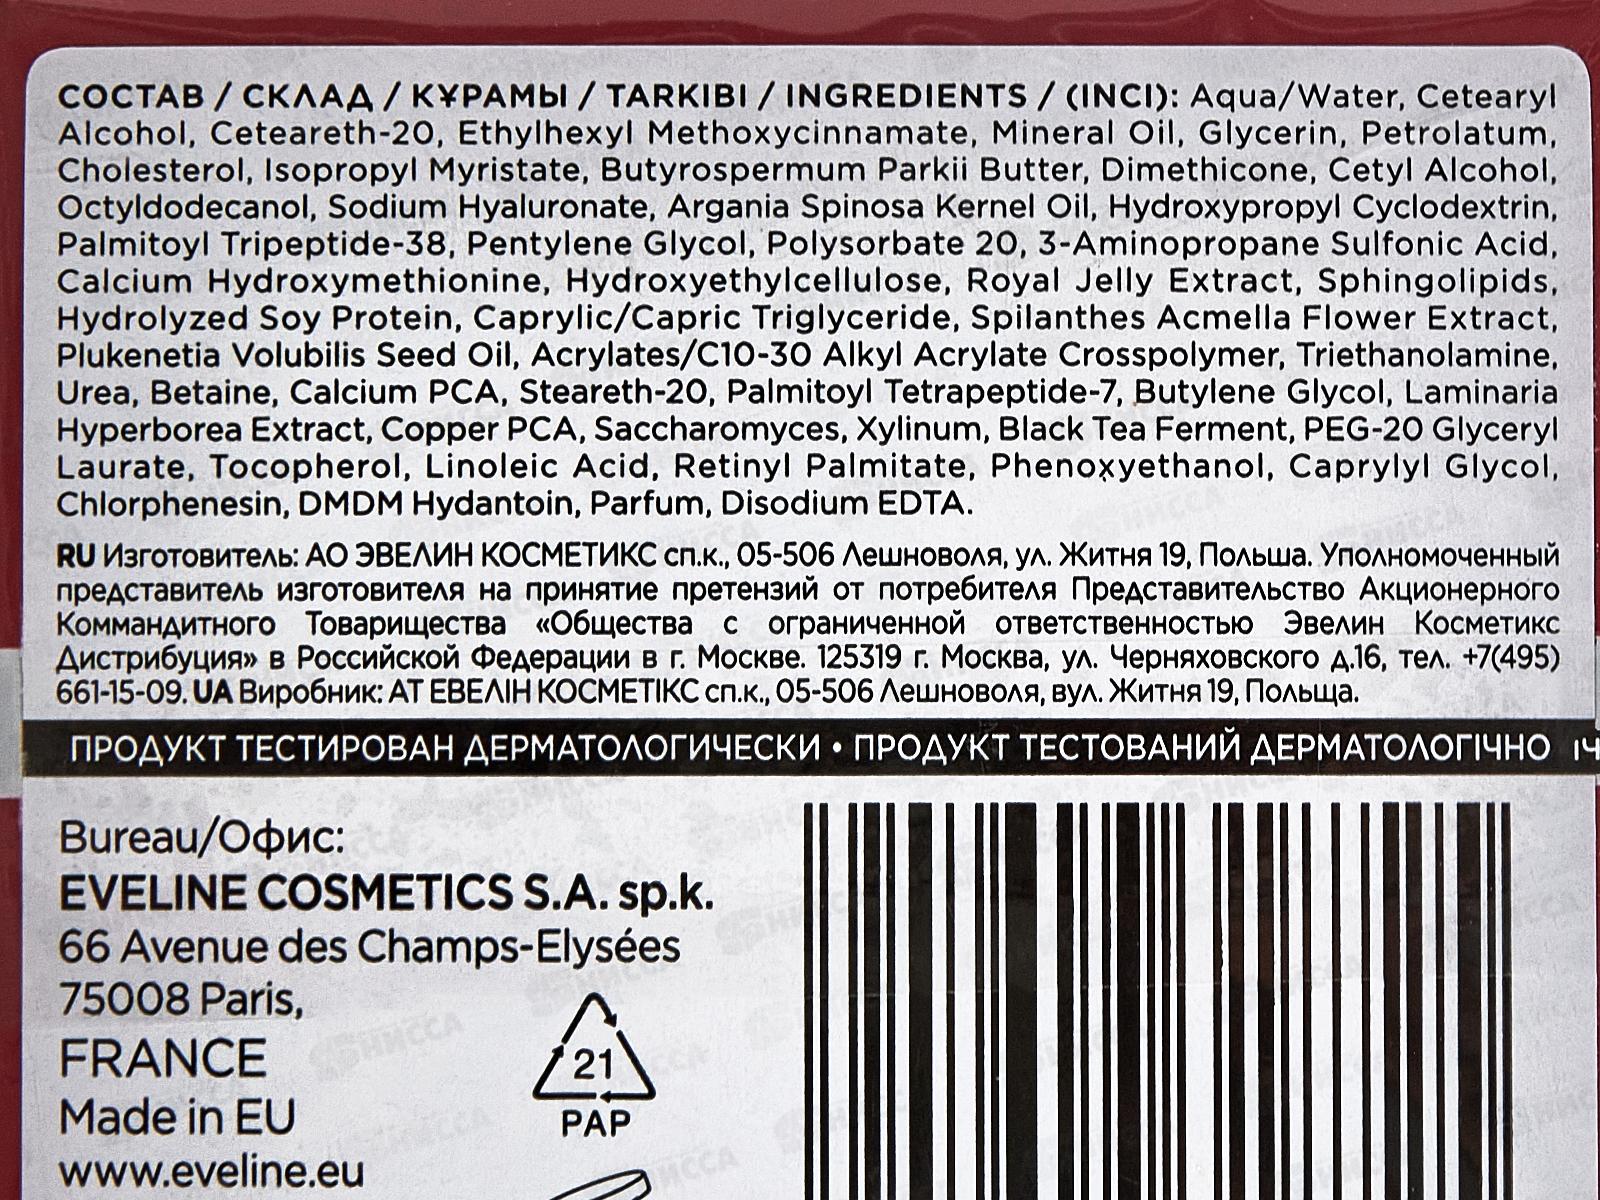 СОСТАВ / СКЛАД / ҚҰРАМЫ / TARKIBI / INGREDIENTS / (INCI): Aqua/Water, Cetearyl
Alcohol, Ceteareth-20, Ethylhexyl Methoxycinnamate, Mineral Oil, Glycerin, Petrolatum,
Cholesterol, Isopropyl Myristate, Butyrospermum Parkii Butter, Dimethicone, Cetyl Alcohol,
Octyldodecanol, Sodium Hyaluronate, Argania Spinosa Kernel Oil, Hydroxypropyl Cyclodextrin,
Palmitoyl Tripeptide-38, Pentylene Glycol, Polysorbate 20, 3-Aminopropane Sulfonic Acid,
Calcium Hydroxymethionine, Hydroxyethylcellulose, Royal Jelly Extract, Sphingolipids,
Hydrolyzed Soy Protein, Caprylic/Capric Triglyceride, Spilanthes Acmella Flower Extract,
Plukenetia Volubilis Seed Oil, Acrylates/C10-30 Alkyl Acrylate Crosspolymer, Triethanolamine,
Urea, Betaine, Calcium PCA, Steareth-20, Palmitoyl Tetrapeptide-7, Butylene Glycol, Laminaria
Hyperborea Extract, Copper PCA, Saccharomyces, Xylinum, Black Tea Ferment, PEG-20 Glyceryl
Laurate, Tocopherol, Linoleic Acid, Retinyl Palmitate, Phenoxyethanol, Caprylyl Glycol,
Chlorphenesin, DMDM Hydantoin, Parfum, Disodium EDTA.
RU Изготовитель: АО ЭВЕЛИН КОСМЕТИКС сп.к., 05-506 Лешноволя, ул. Житня 19, Польша. Уполномоченный
представитель изготовителя на принятие претензий от потребителя Представительство Акционерного
Коммандитного Товарищества «Общества с ограниченной ответственностью Эвелин Косметикс
Дистрибуция» в Российской Федерации в г. Москве. 125319 г. Москва, ул. Черняховского д.16, тел. +7(495)
661-15-09. UA Виробник: АТ ЕВЕЛІН КОСМЕТІКС сп.к., 05-506 Лешноволя, вул. Житня 19, Польща.
ПРОДУКТ ТЕСТИРОВАН ДЕРМАТОЛОГИЧЕСКИ • ПРОДУКТ ТЕСТОВАНИЙ ДЕРМАТОЛОГІЧНО ІЧ
Bureau/Офис:
EVELINE COSMETICS S.A. sp.k.
66 Avenue des Champs-Elysées
75008 Paris,
FRANCE
Made in EU
www.eveline.eu
21
PAP
НИССА
НИССА
НИССА
НИССА